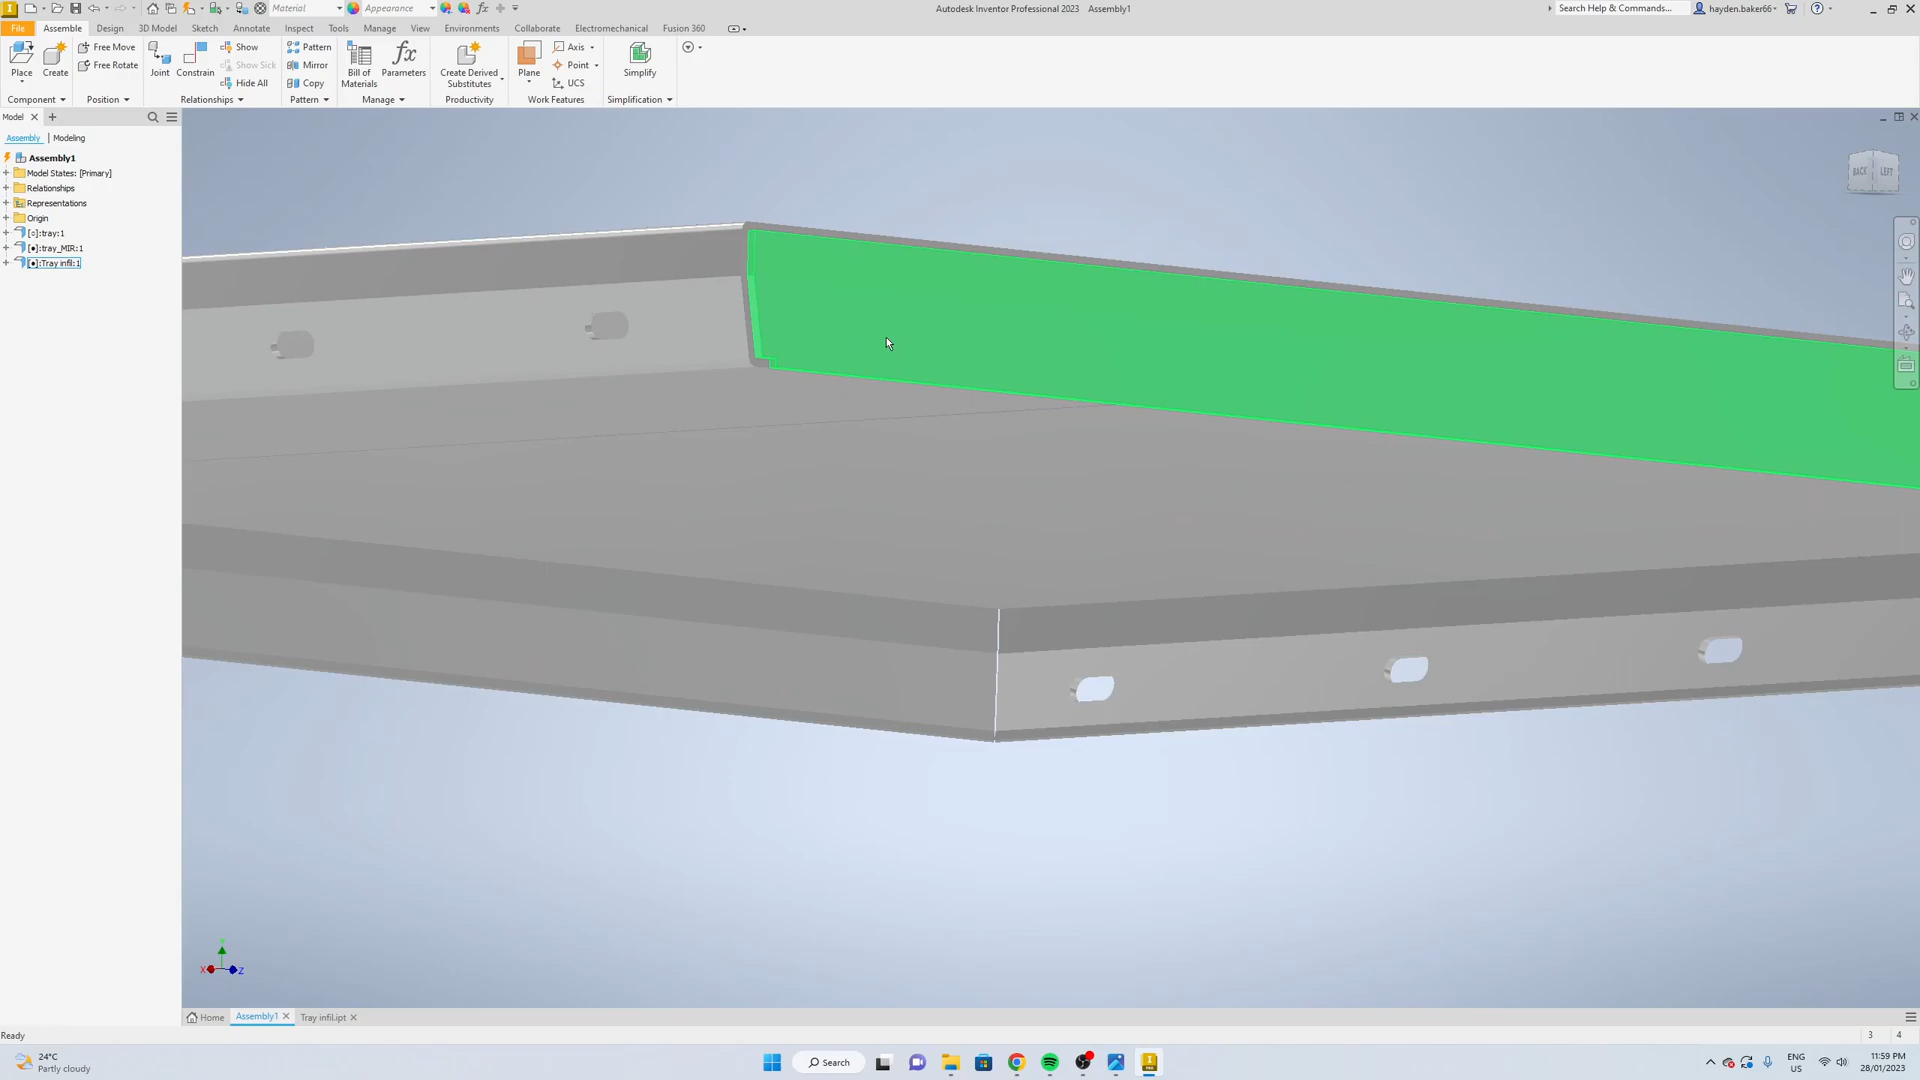 Material
Appearance
Autodesk Inventor Professional 2023 Assembly1
Search Help & Commands...
hayden.baker66
File Assemble Design 3D Model Sketch Inspect Annotate Tools Manage View Environments Collaborate Electromechanical Fusion 360
Place
Create
Free Move
Free Rotate
Joint
Constrain
Show
Show Sick
Hide All
Pattern
Mirror
Copy
Bill of
Materials
Parameters
Create Derived
Substitutes
Plane
Axis
Point
UCS
Simplify
Component Position Relationships Pattern Manage Productivity Work Features Simplification
Model
Assembly Modeling
Assembly1
Model States: [Primary]
Relationships
Representations
Origin
tray:1
tray_MIR:1
Tray infil:1
BACK LEFT
Y
X
Z
Home Assembly1 Tray infil.ipt
Ready
3 4
24°C
Partly cloudy
Search
ENG
US
11:59 PM
28/01/2023